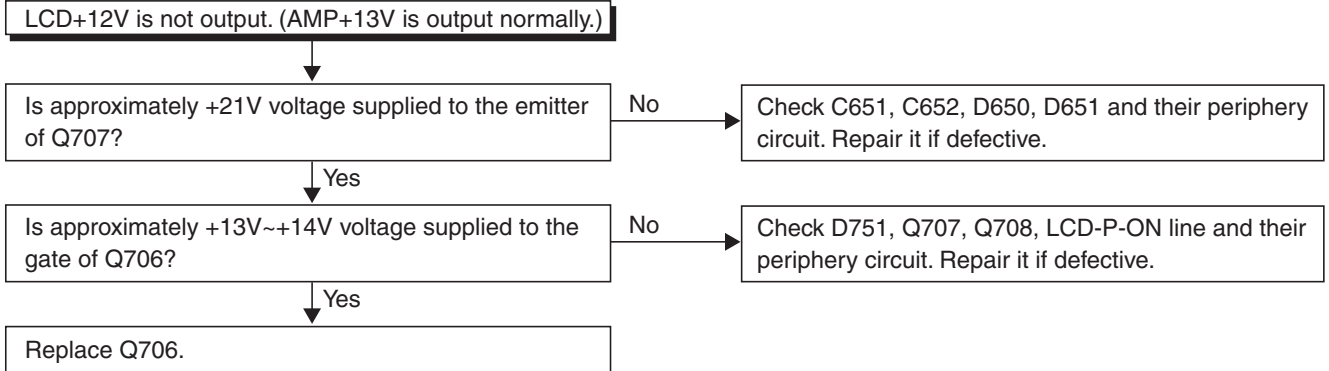 LCD+12V is not output. (AMP+13V is output normally.)
Is approximately +21V voltage supplied to the emitter
of Q707?
No
Check C651, C652, D650, D651 and their periphery
circuit. Repair it if defective.
Yes
Is approximately +13V~+14V voltage supplied to the
gate of Q706?
No
Check D751, Q707, Q708, LCD-P-ON line and their
periphery circuit. Repair it if defective.
Yes
Replace Q706.